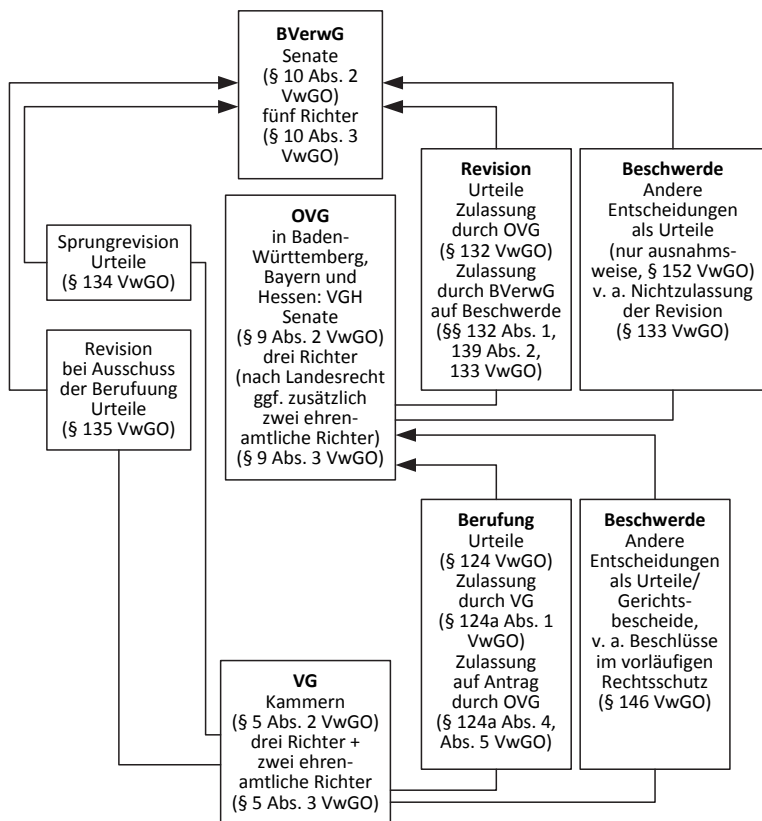 BVerwG
Senate
(§ 10 Abs. 2
VwGO)
fünf Richter
(§ 10 Abs. 3
VwGO)
Sprungrevision
Urteile
(§ 134 VwGO)
Revision
bei Ausschuss
der Berufuung
Urteile
(§ 135 VwGO)
OVG
in Baden-
Württemberg,
Bayern und
Hessen: VGH
Senate
(§ 9 Abs. 2 VwGO)
drei Richter
(nach Landesrecht
ggf. zusätzlich
zwei ehren-
amtliche Richter)
(§ 9 Abs. 3 VwGO)
Revision
Urteile
Zulassung
durch OVG
(§ 132 VwGO)
Zulassung
durch BVerwG
auf Beschwerde
(§§ 132 Abs. 1,
139 Abs. 2,
133 VwGO)
Beschwerde
Andere
Entscheidungen
als Urteile
(nur ausnahms-
weise, § 152 VwGO)
v. a. Nichtzulassung
der Revision
(§ 133 VwGO)
VG
Kammern
(§ 5 Abs. 2 VwGO)
drei Richter +
zwei ehren-
amtliche Richter
(§ 5 Abs. 3 VwGO)
Berufung
Urteile
(§ 124 VwGO)
Zulassung
durch VG
(§ 124a Abs. 1
VwGO)
Zulassung
auf Antrag
durch OVG
(§ 124a Abs. 4,
Abs. 5 VwGO)
Beschwerde
Andere
Entscheidungen
als Urteile/
Gerichts-
bescheide,
v. a. Beschlüsse
im vorläufigen
Rechtsschutz
(§ 146 VwGO)